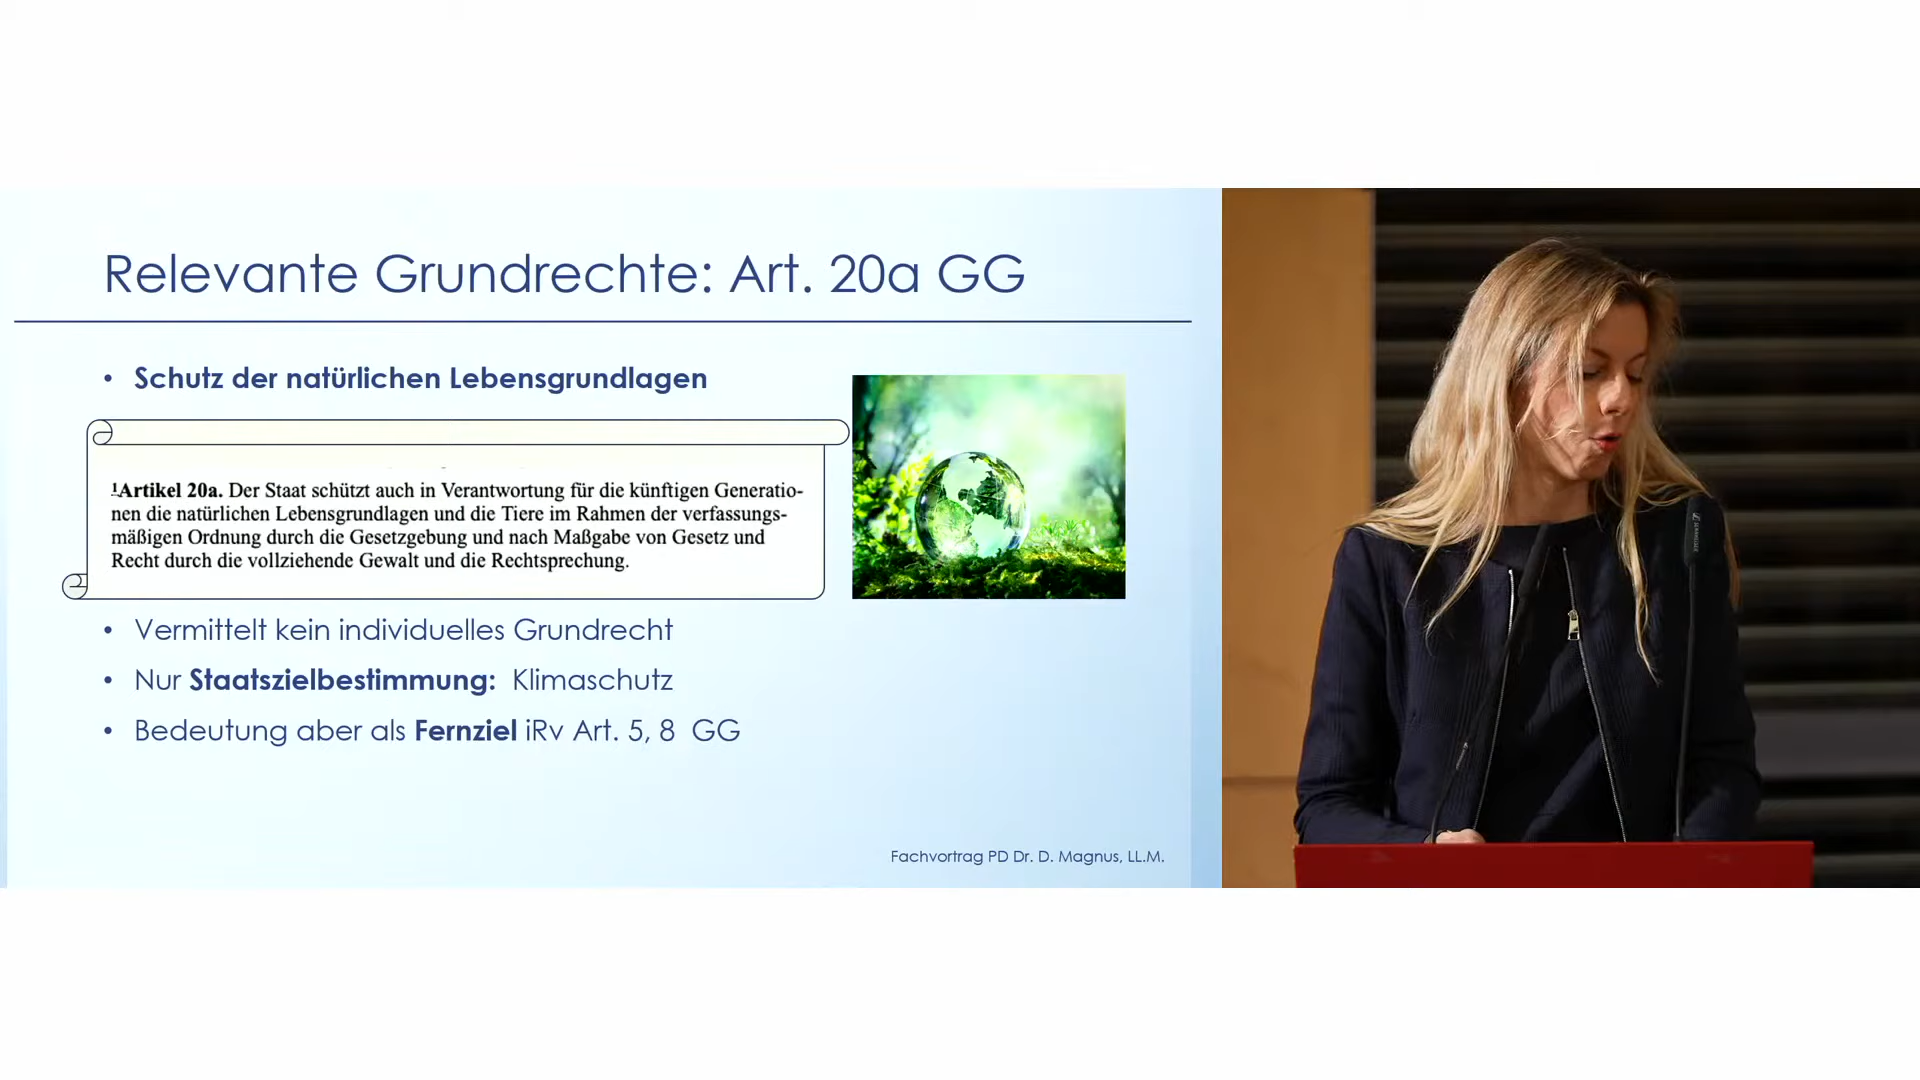 Relevante Grundrechte: Art. 20a GG
• Schutz der natürlichen Lebensgrundlagen
¹Artikel 20a. Der Staat schützt auch in Verantwortung für die künftigen Generatio-
nen die natürlichen Lebensgrundlagen und die Tiere im Rahmen der verfassungs-
mäßigen Ordnung durch die Gesetzgebung und nach Maßgabe von Gesetz und
Recht durch die vollziehende Gewalt und die Rechtsprechung.
• Vermittelt kein individuelles Grundrecht
• Nur Staatszielbestimmung: Klimaschutz
• Bedeutung aber als Fernziel iRv Art. 5, 8 GG
Fachvortrag PD Dr. D. Magnus, LL.M.